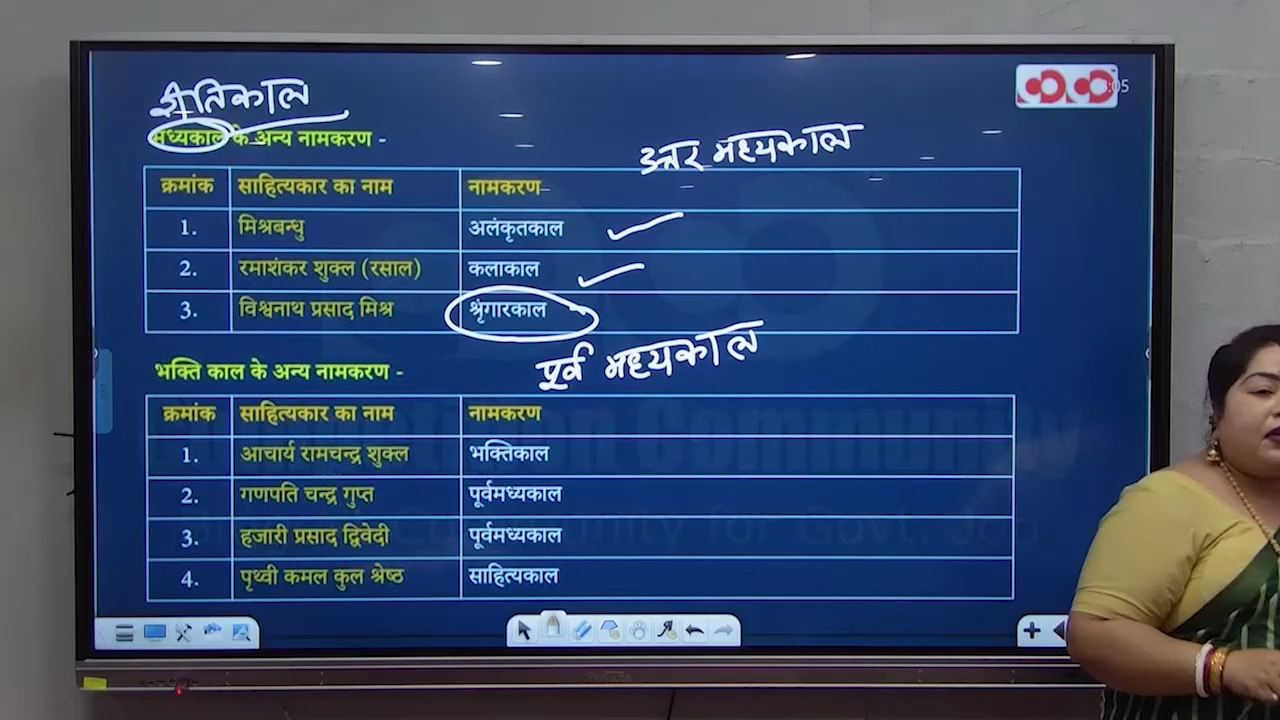 रीतिकाल
:05
मध्यकाल के अन्य नामकरण -
उत्तर मध्यकाल
क्रमांक साहित्यकार का नाम नामकरण
1. मिश्रबन्धु अलंकृतकाल
2. रमाशंकर शुक्ल (रसाल) कलाकाल
3. विश्वनाथ प्रसाद मिश्र श्रृंगारकाल
पूर्व मध्यकाल
भक्ति काल के अन्य नामकरण -
क्रमांक साहित्यकार का नाम नामकरण
1. आचार्य रामचन्द्र शुक्ल भक्तिकाल
2. गणपति चन्द्र गुप्त पूर्वमध्यकाल
3. हजारी प्रसाद द्विवेदी पूर्वमध्यकाल
4. पृथ्वी कमल कुल श्रेष्ठ साहित्यकाल